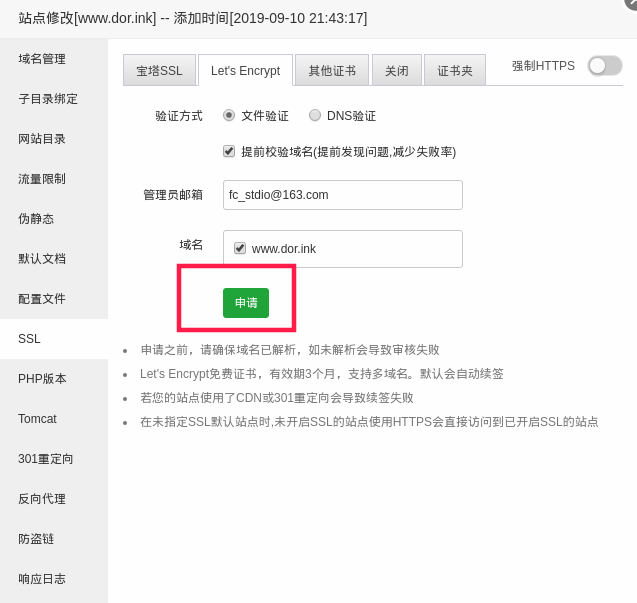 站点修改[www.dor.ink] -- 添加时间[2019-09-10 21:43:17]
域名管理
子目录绑定
网站目录
流量限制
伪静态
默认文档
配置文件
SSL
PHP版本
Tomcat
301重定向
反向代理
防盗链
响应日志
宝塔SSL
Let's Encrypt
其他证书
关闭
证书夹
强制HTTPS
验证方式 文件验证 DNS验证
提前校验域名(提前发现问题,减少失败率)
管理员邮箱 fc_stdio@163.com
域名 www.dor.ink
申请
申请之前，请确保域名已解析，如未解析会导致审核失败
Let's Encrypt免费证书，有效期3个月，支持多域名。默认会自动续签
若您的站点使用了CDN或301重定向会导致续签失败
在未指定SSL默认站点时,未开启SSL的站点使用HTTPS会直接访问到已开启SSL的站点